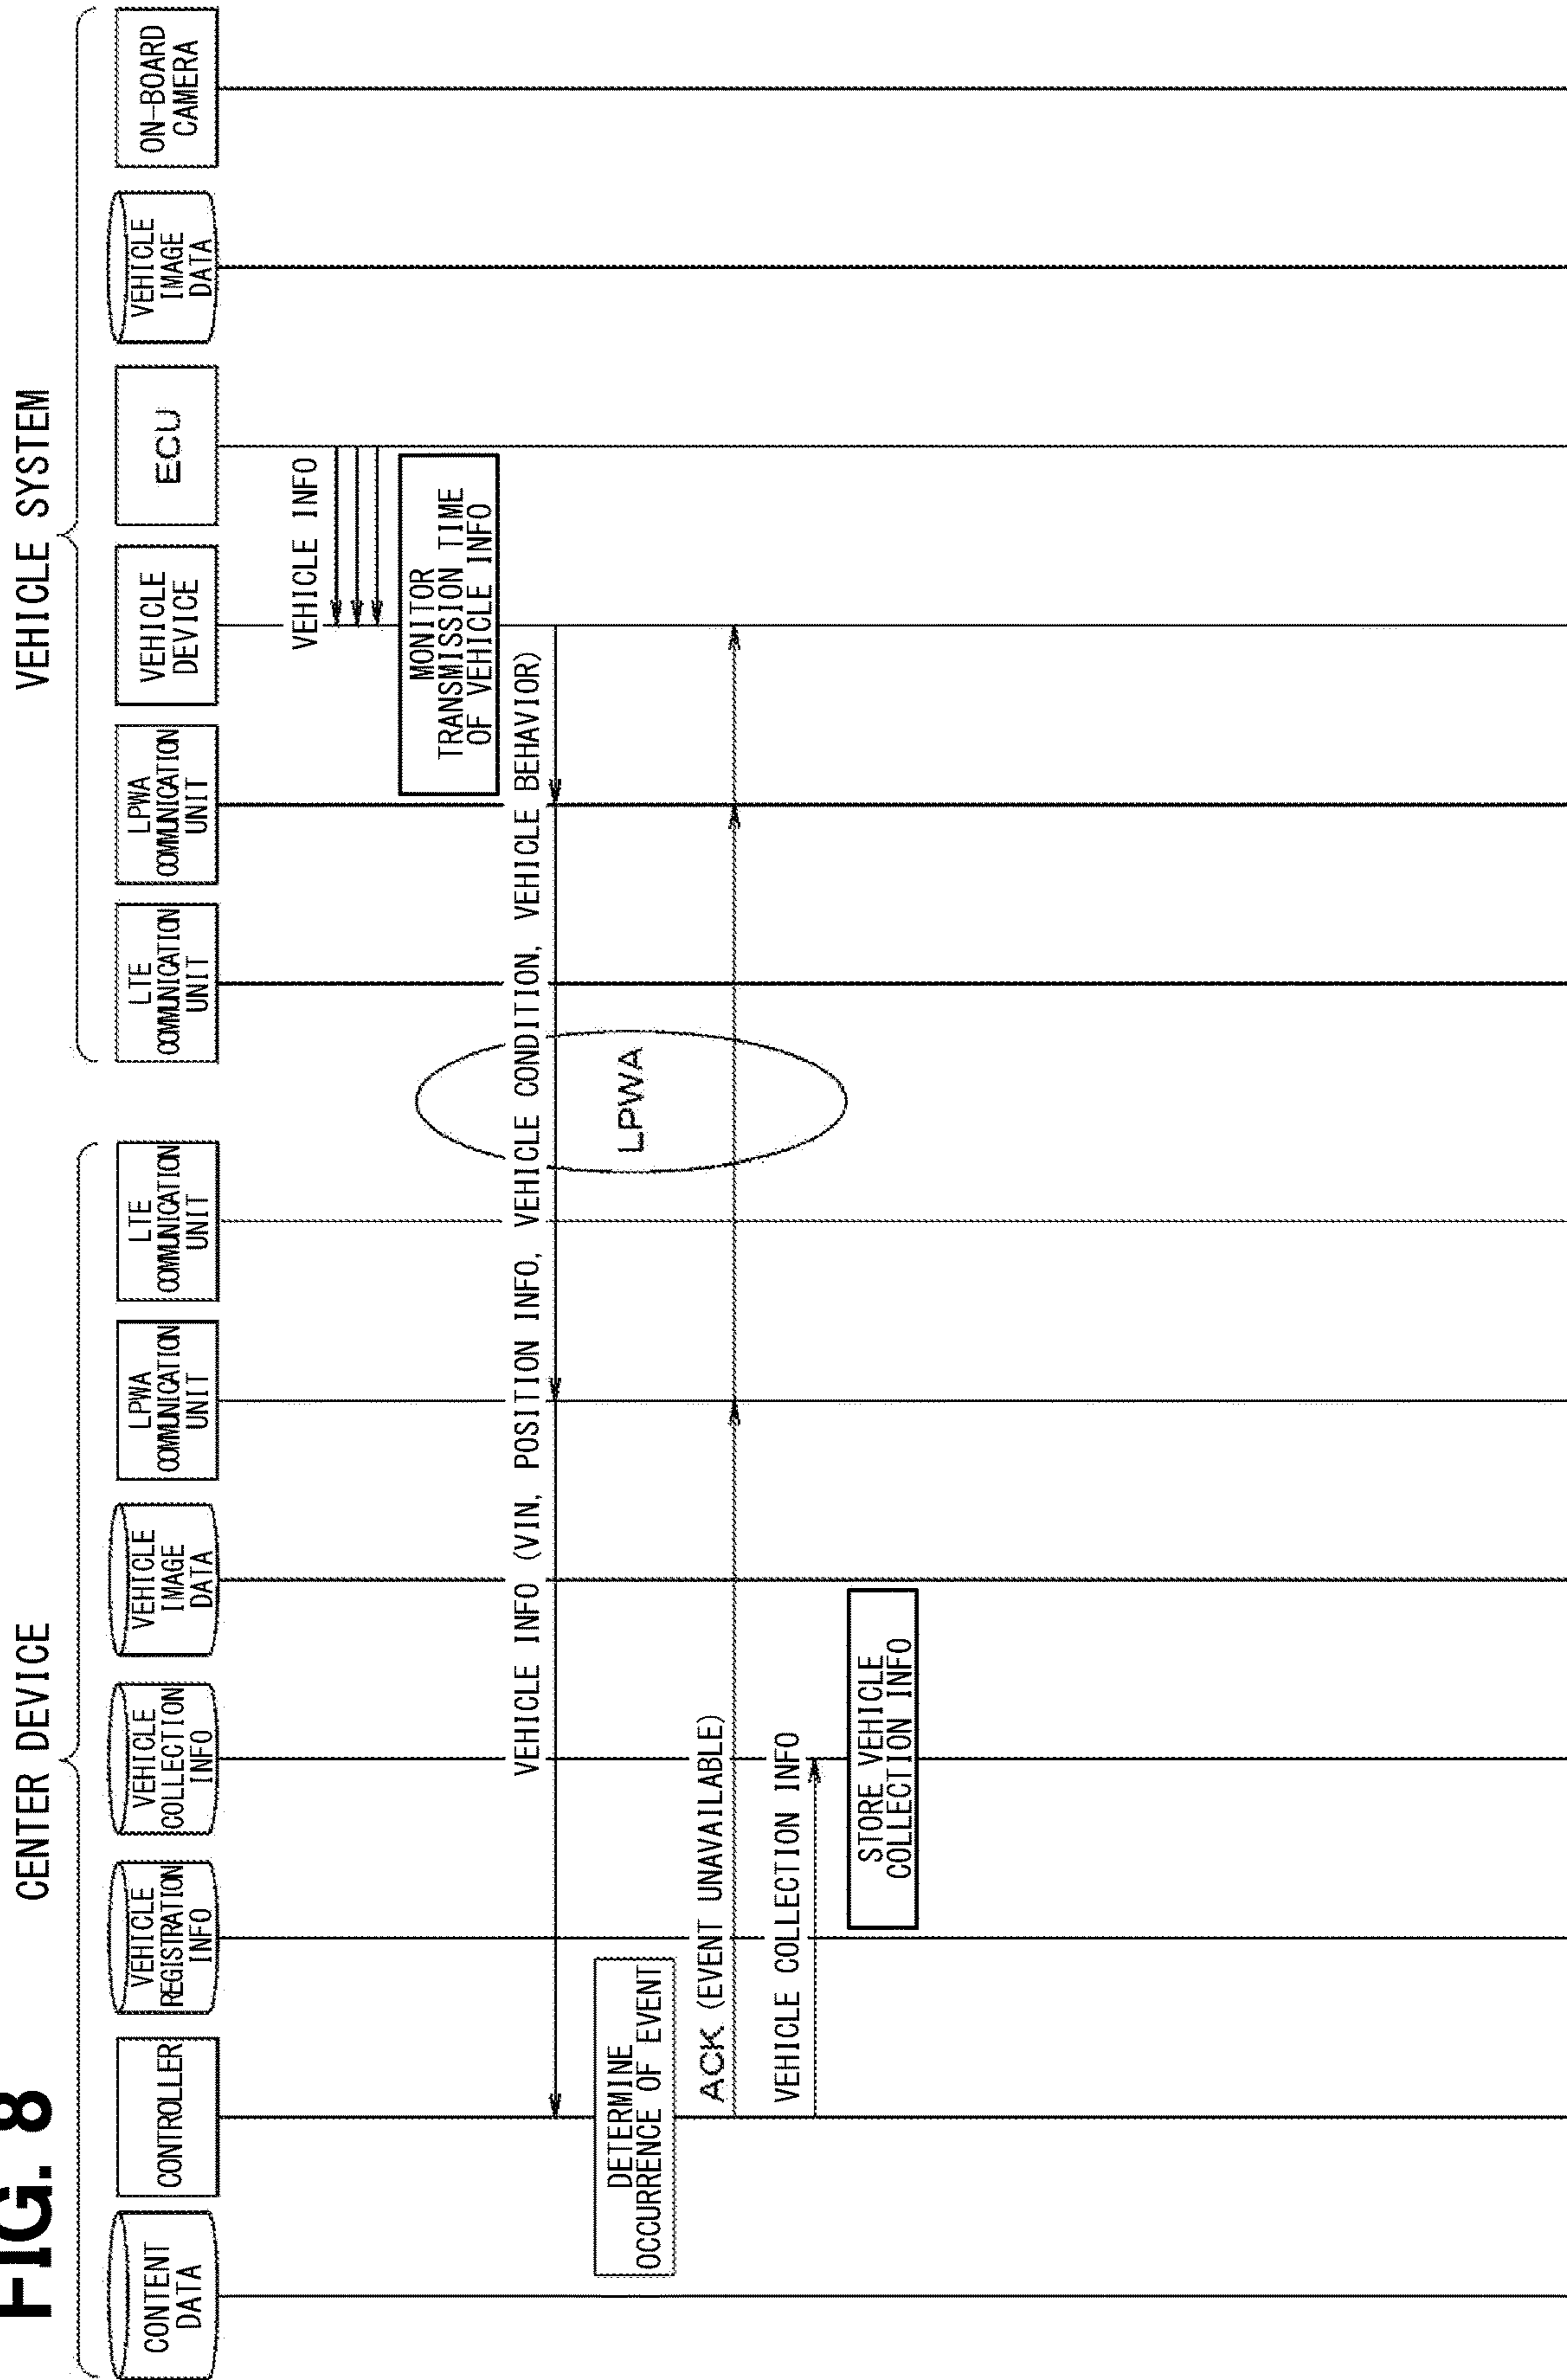 FIG. 8
CENTER DEVICE
VEHICLE SYSTEM
CONTENT
DATA
CONTROLLER
VEHICLE
REGISTRATION
INFO
VEHICLE
COLLECTION
INFO
VEHICLE
IMAGE
DATA
LPWA
COMMUNICATION
UNIT
LTE
COMMUNICATION
UNIT
LTE
COMMUNICATION
UNIT
LPWA
COMMUNICATION
UNIT
VEHICLE
DEVICE
ECU
VEHICLE
IMAGE
DATA
ON-BOARD
CAMERA
VEHICLE INFO
MONITOR
TRANSMISSION TIME
OF VEHICLE INFO
VEHICLE INFO (VIN, POSITION INFO, VEHICLE CONDITION, VEHICLE BEHAVIOR)
LPWA
DETERMINE
OCCURRENCE OF EVENT
ACK (EVENT UNAVAILABLE)
VEHICLE COLLECTION INFO
STORE VEHICLE
COLLECTION INFO